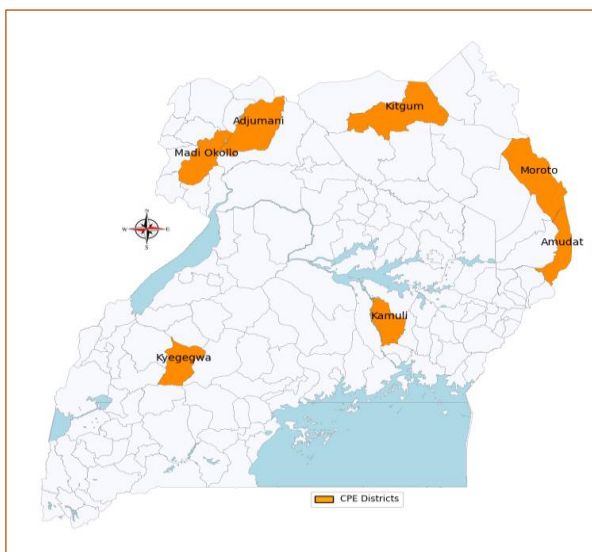 Kitgum
Adjumani
Madi Okollo
Moroto
N
W E
S
Amudat
Kamuli
Kyegegwa
CPE Districts